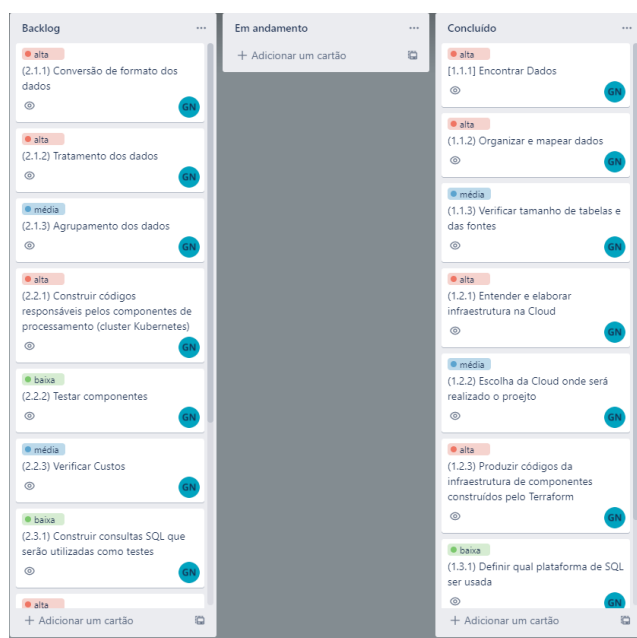 Backlog
alta
(2.1.1) Conversão de formato dos
dados
GN
alta
(2.1.2) Tratamento dos dados
GN
média
(2.1.3) Agrupamento dos dados
GN
alta
(2.2.1) Construir códigos
responsáveis pelos componentes de
processamento (cluster Kubernetes)
GN
baixa
(2.2.2) Testar componentes
GN
média
(2.2.3) Verificar Custos
GN
baixa
(2.3.1) Construir consultas SQL que
serão utilizadas como testes
GN
alta
+ Adicionar um cartão
Em andamento
+ Adicionar um cartão
Concluído
alta
[1.1.1] Encontrar Dados
GN
alta
(1.1.2) Organizar e mapear dados
GN
média
(1.1.3) Verificar tamanho de tabelas e
das fontes
GN
alta
(1.2.1) Entender e elaborar
infraestrutura na Cloud
GN
média
(1.2.2) Escolha da Cloud onde será
realizado o proejto
GN
alta
(1.2.3) Produzir códigos da
infraestrutura de componentes
construídos pelo Terraform
GN
baixa
(1.3.1) Definir qual plataforma de SQL
ser usada
GN
+ Adicionar um cartão